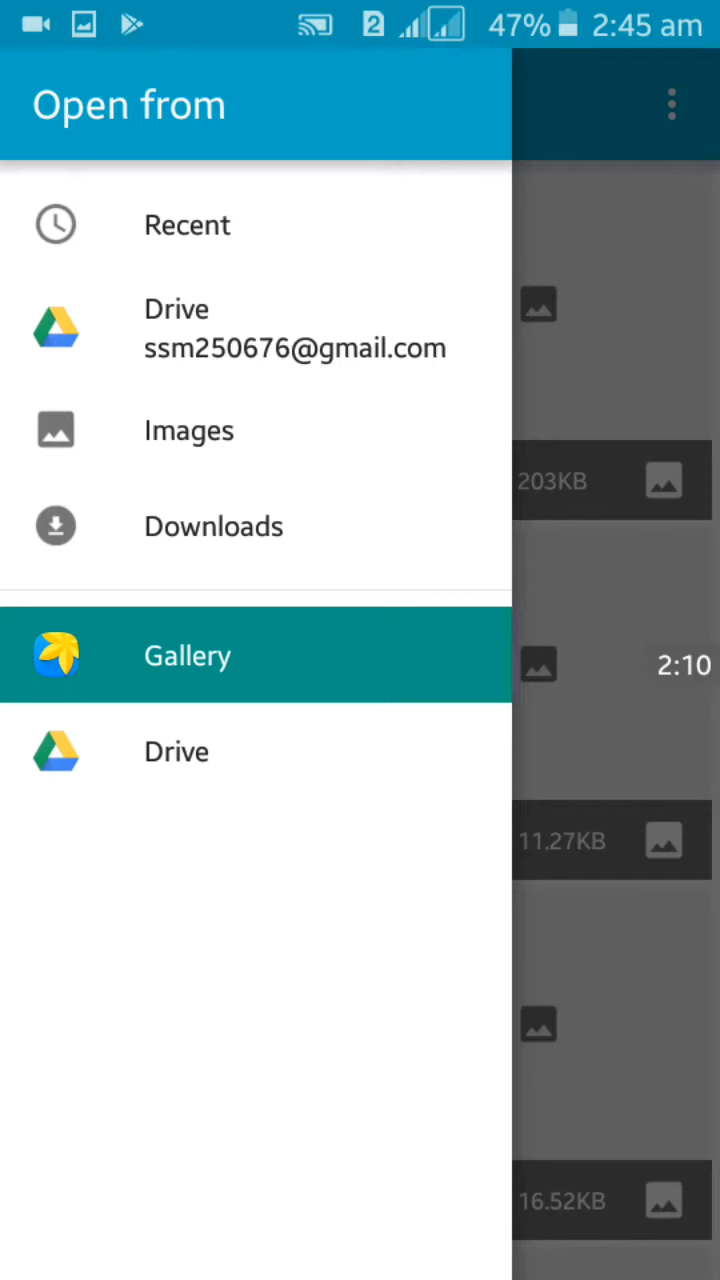 2 47% 2:45 am
Open from
Recent
Drive
ssm250676@gmail.com
Images
203KB
Downloads
Gallery
2:10
Drive
11.27KB
16.52KB